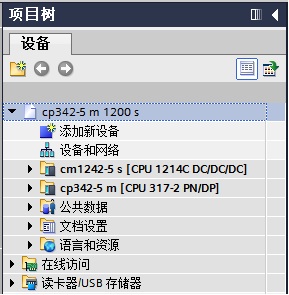 项目树
设备
cp342-5 m 1200 s
添加新设备
设备和网络
cm1242-5 s [CPU 1214C DC/DC/DC]
cp342-5 m [CPU 317-2 PN/DP]
公共数据
文档设置
语言和资源
在线访问
读卡器/USB 存储器